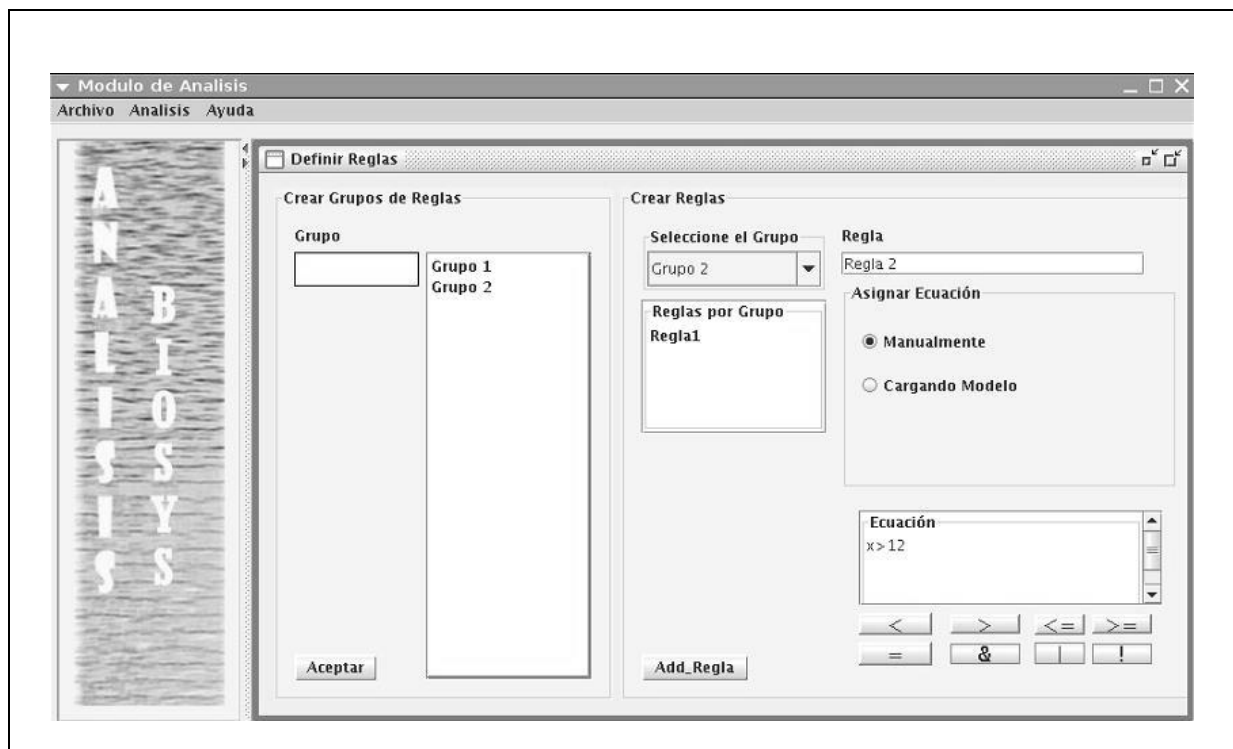 Modulo de Analisis
Archivo Analisis Ayuda
ANALISIS
BIOSYS
Definir Reglas
Crear Grupos de Reglas
Grupo
Grupo 1
Grupo 2
Aceptar
Crear Reglas
Seleccione el Grupo
Grupo 2
Reglas por Grupo
Regla1
Add_Regla
Regla
Regla 2
Asignar Ecuación
Manualmente
Cargando Modelo
Ecuación
x>12
< > <= >=
= & | !